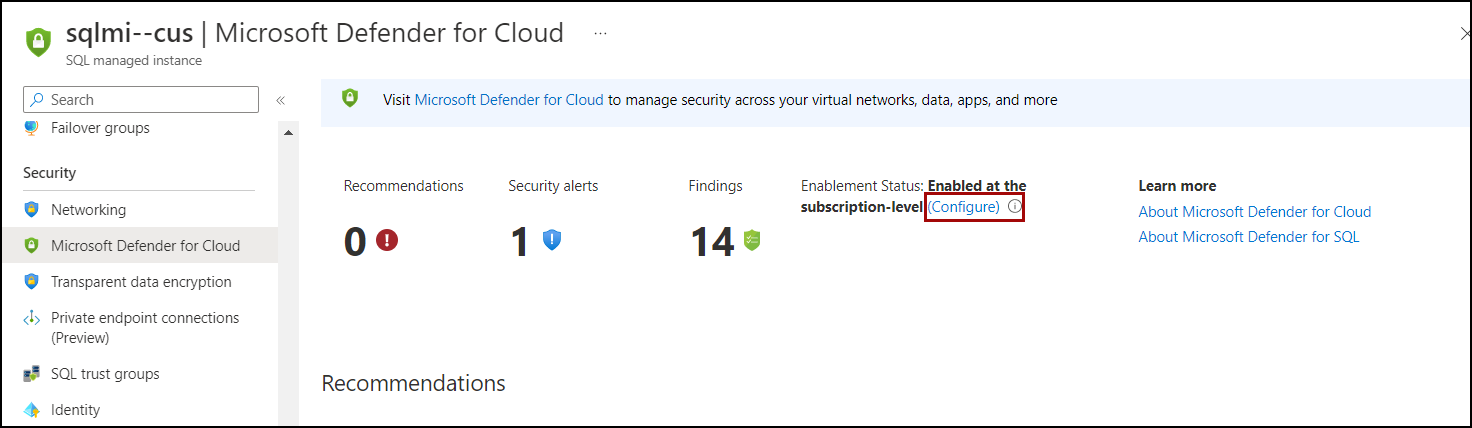 sqlmi--cus | Microsoft Defender for Cloud ...
SQL managed instance
Search
Failover groups
Security
Networking
Microsoft Defender for Cloud
Transparent data encryption
Private endpoint connections
(Preview)
SQL trust groups
Identity
Visit Microsoft Defender for Cloud to manage security across your virtual networks, data, apps, and more
Recommendations
0
Security alerts
1
Findings
14
Enablement Status: Enabled at the
subscription-level (Configure)
Learn more
About Microsoft Defender for Cloud
About Microsoft Defender for SQL
Recommendations